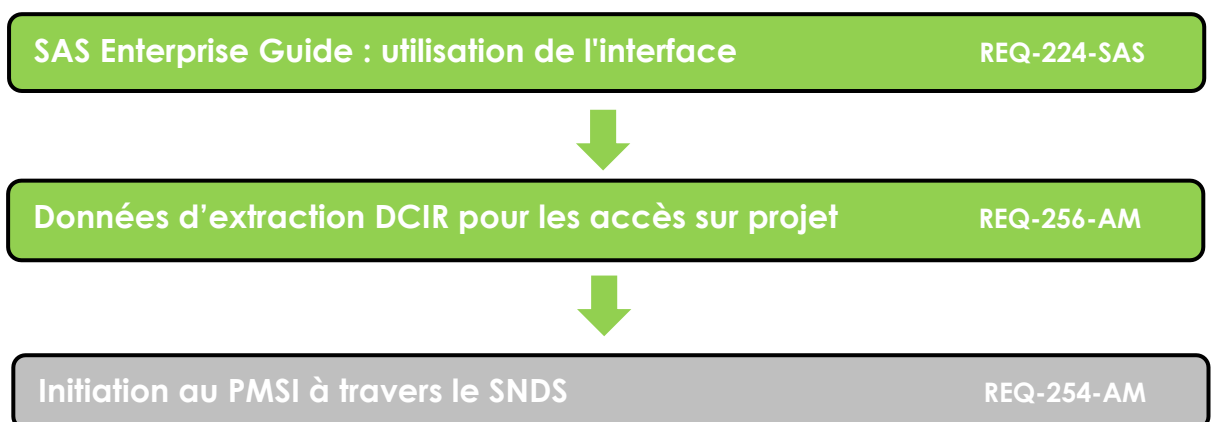 SAS Enterprise Guide : utilisation de l'interface REQ-224-SAS
Données d’extraction DCIR pour les accès sur projet REQ-256-AM
Initiation au PMSI à travers le SNDS REQ-254-AM